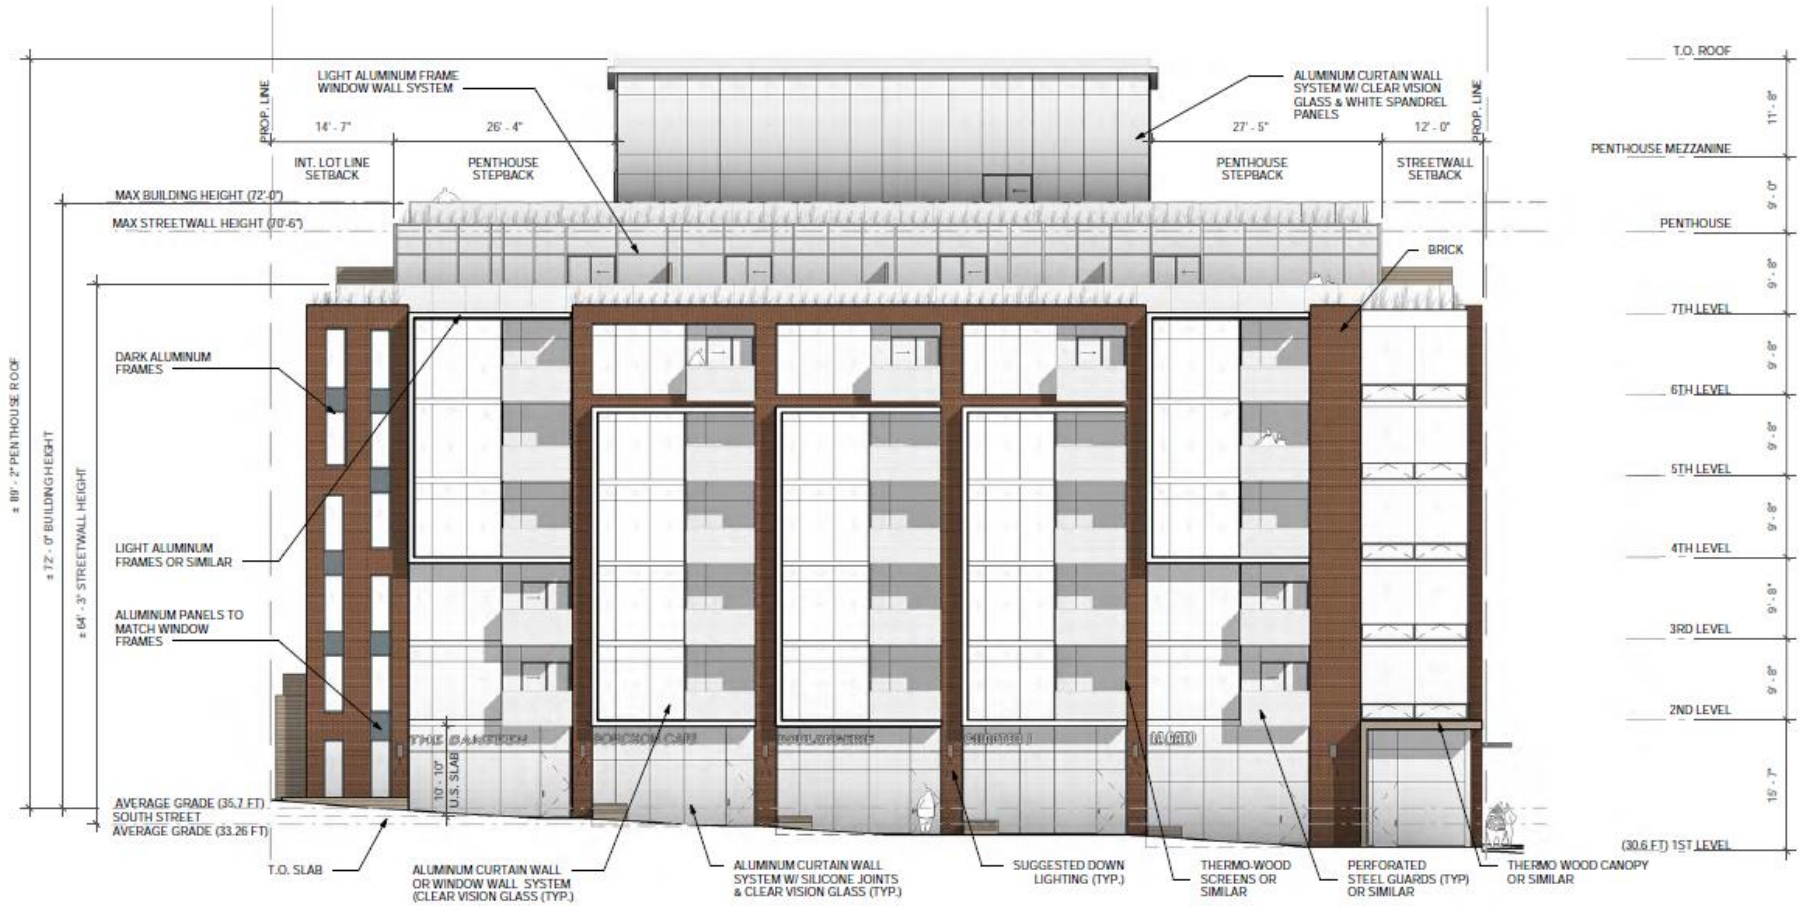 T.O. ROOF
LIGHT ALUMINUM FRAME
WINDOW WALL SYSTEM
ALUMINUM CURTAIN WALL
SYSTEM W/ CLEAR VISION
GLASS & WHITE SPANDREL
PANELS
PROP. LINE
PROP. LINE
11' - 8"
14' - 7"
26' - 4"
27' - 5"
12' - 0"
PENTHOUSE MEZZANINE
INT. LOT LINE
SETBACK
PENTHOUSE
STEPBACK
PENTHOUSE
STEPBACK
STREETWALL
SETBACK
MAX BUILDING HEIGHT (72'-0")
9' - 0"
MAX STREETWALL HEIGHT (70'-6")
PENTHOUSE
BRICK
9' - 8"
7TH LEVEL
DARK ALUMINUM
FRAMES
9' - 8"
6TH LEVEL
± 89' - 2" PENTHOUSE ROOF
± 72' - 0" BUILDING HEIGHT
± 64' - 3" STREETWALL HEIGHT
9' - 8"
5TH LEVEL
9' - 8"
LIGHT ALUMINUM
FRAMES OR SIMILAR
4TH LEVEL
9' - 8"
ALUMINUM PANELS TO
MATCH WINDOW
FRAMES
3RD LEVEL
9' - 8"
2ND LEVEL
THE GARDEN
LA GATO
10' - 10"
U.S. SLAB
15' - 7"
AVERAGE GRADE (35.7 FT)
SOUTH STREET
AVERAGE GRADE (33.26 FT)
(30.6 FT) 1ST LEVEL
T.O. SLAB
ALUMINUM CURTAIN WALL
OR WINDOW WALL SYSTEM
(CLEAR VISION GLASS (TYP.)
ALUMINUM CURTAIN WALL
SYSTEM W/ SILICONE JOINTS
& CLEAR VISION GLASS (TYP.)
SUGGESTED DOWN
LIGHTING (TYP.)
THERMO-WOOD
SCREENS OR
SIMILAR
PERFORATED
STEEL GUARDS (TYP)
OR SIMILAR
THERMO WOOD CANOPY
OR SIMILAR